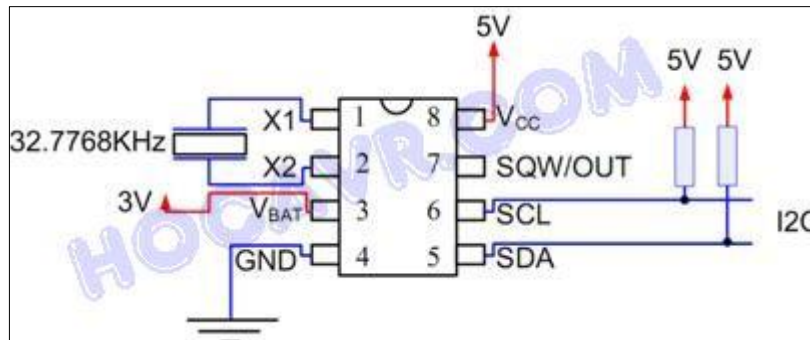 5V
5V 5V
X1 1 8 VCC
32.7768KHz
X2 2 7 SQW/OUT
3V VBAT 3 6 SCL
I2C
GND 4 5 SDA
HOCAVR.COM